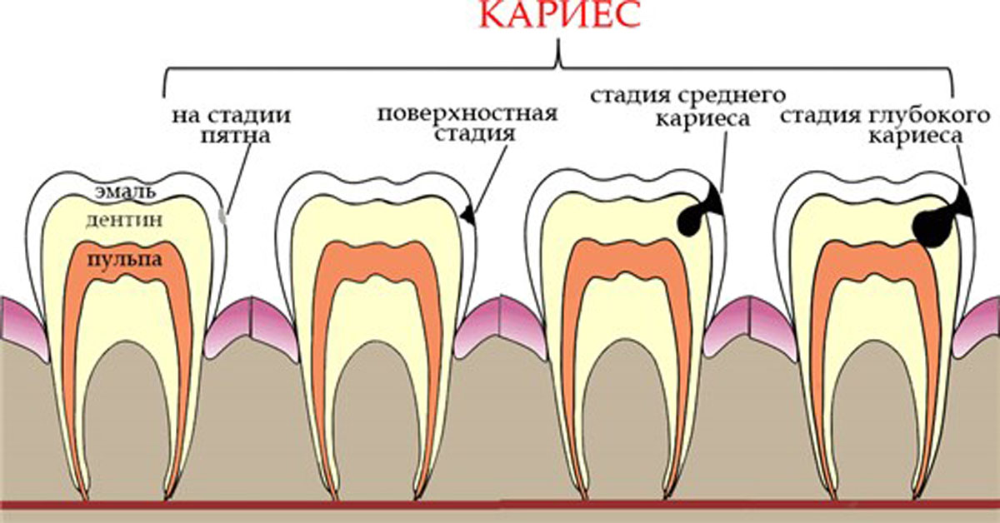 КАРИЕС
на стадии
пятна
поверхностная
стадия
стадия среднего
кариеса
стадия глубокого
кариеса
эмаль
дентин
пульпа